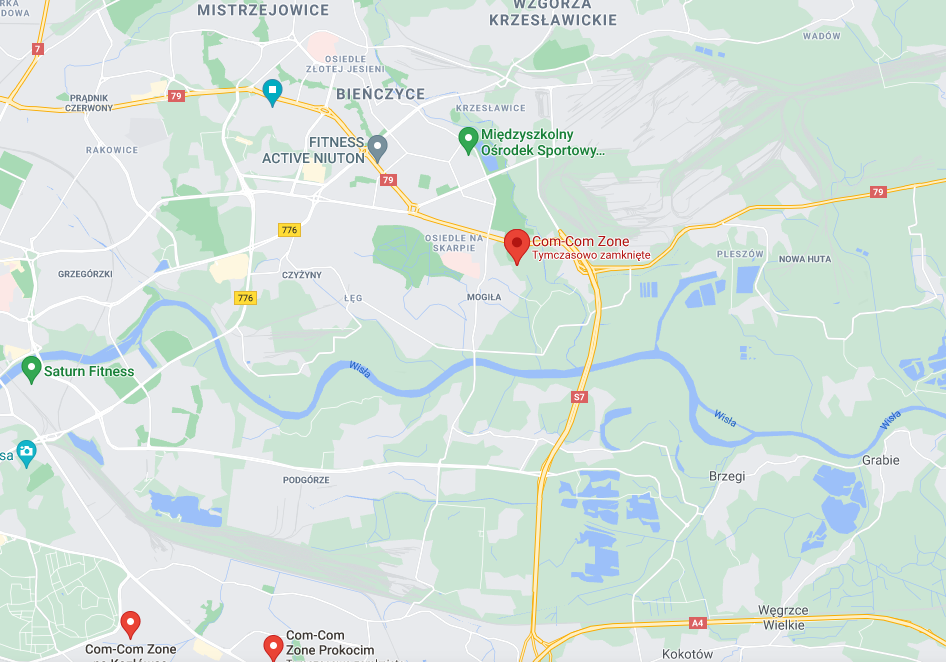 MISTRZEJOWICE
WZGÓRZA
KRZESŁAWICKIE
WADÓW
7
OSIEDLE
ZŁOTEJ JESIENI
PRĄDNIK
CZERWONY
79
BIEŃCZYCE
KRZESŁAWICE
RAKOWICE
FITNESS
ACTIVE NIUTON
Międzyszkolny
Ośrodek Sportowy...
79
79
776
OSIEDLE NA
SKARPIE
Com-Com Zone
Tymczasowo zamknięte
PLESZÓW
NOWA HUTA
GRZEGÓRZKI
CZYŻYNY
776
ŁĘG
MOGIŁA
Saturn Fitness
Wisła
S7
Wisła
Wisła
sa
Grabie
PODGÓRZE
Brzegi
Węgrzce
Wielkie
A4
Com-Com Zone
Com-Com
Zone Prokocim
Kokotów